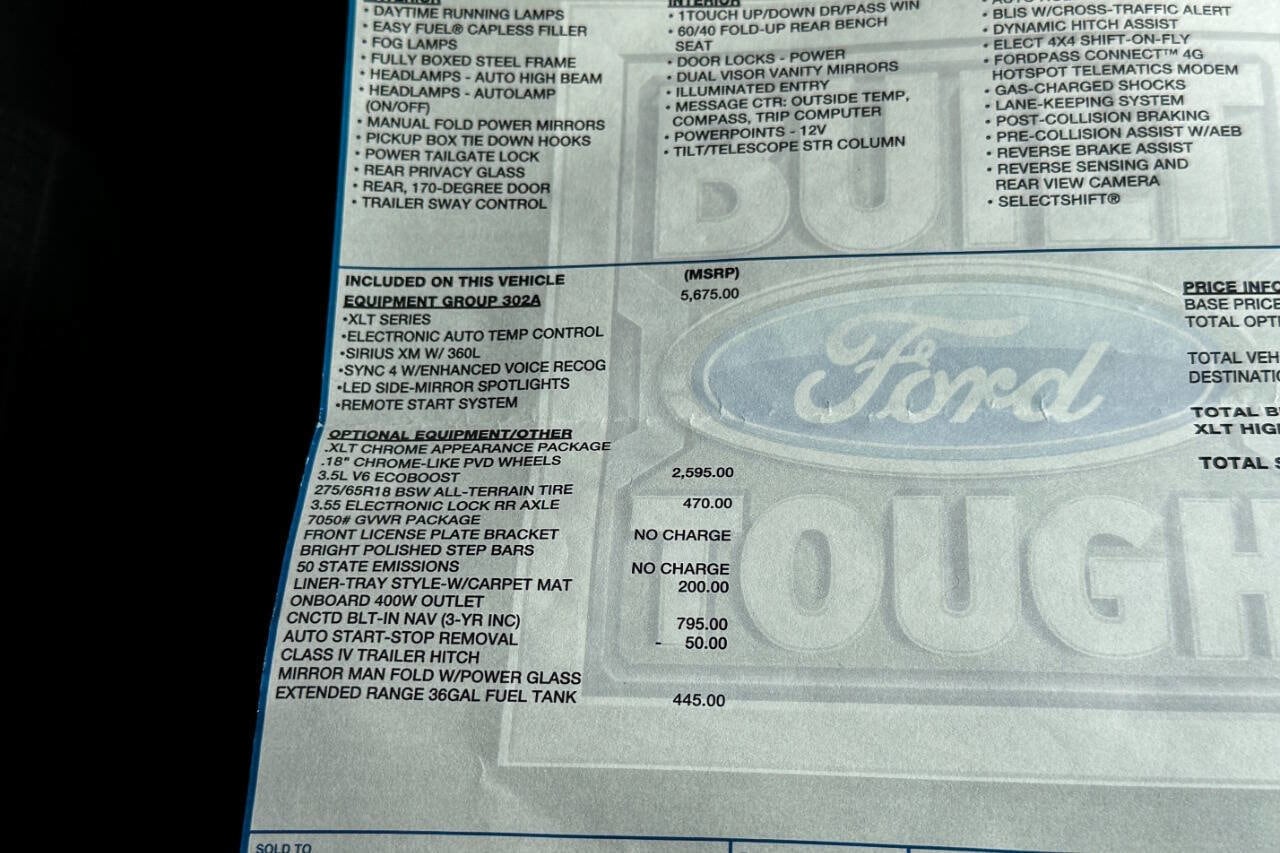 • DAYTIME RUNNING LAMPS
• EASY FUEL® CAPLESS FILLER
• FOG LAMPS
• FULLY BOXED STEEL FRAME
• HEADLAMPS - AUTO HIGH BEAM
• HEADLAMPS - AUTOLAMP
(ON/OFF)
• MANUAL FOLD POWER MIRRORS
• PICKUP BOX TIE DOWN HOOKS
• POWER TAILGATE LOCK
• REAR PRIVACY GLASS
• REAR, 170-DEGREE DOOR
• TRAILER SWAY CONTROL
INTERIOR
• 1TOUCH UP/DOWN DR/PASS WIN
• 60/40 FOLD-UP REAR BENCH
SEAT
• DOOR LOCKS - POWER
• DUAL VISOR VANITY MIRRORS
• ILLUMINATED ENTRY
• MESSAGE CTR: OUTSIDE TEMP,
COMPASS, TRIP COMPUTER
• POWERPOINTS - 12V
• TILT/TELESCOPE STR COLUMN
• BLIS W/CROSS-TRAFFIC ALERT
• DYNAMIC HITCH ASSIST
• ELECT 4X4 SHIFT-ON-FLY
• FORDPASS CONNECT™ 4G
HOTSPOT TELEMATICS MODEM
• GAS-CHARGED SHOCKS
• LANE-KEEPING SYSTEM
• POST-COLLISION BRAKING
• PRE-COLLISION ASSIST W/AEB
• REVERSE BRAKE ASSIST
• REVERSE SENSING AND
REAR VIEW CAMERA
• SELECTSHIFT®
BUILT
Ford
TOUGH
INCLUDED ON THIS VEHICLE (MSRP)
EQUIPMENT GROUP 302A 5,675.00
•XLT SERIES
•ELECTRONIC AUTO TEMP CONTROL
•SIRIUS XM W/ 360L
•SYNC 4 W/ENHANCED VOICE RECOG
•LED SIDE-MIRROR SPOTLIGHTS
•REMOTE START SYSTEM
OPTIONAL EQUIPMENT/OTHER
.XLT CHROME APPEARANCE PACKAGE
.18" CHROME-LIKE PVD WHEELS
3.5L V6 ECOBOOST 2,595.00
275/65R18 BSW ALL-TERRAIN TIRE
3.55 ELECTRONIC LOCK RR AXLE 470.00
7050# GVWR PACKAGE
FRONT LICENSE PLATE BRACKET NO CHARGE
BRIGHT POLISHED STEP BARS
50 STATE EMISSIONS NO CHARGE
LINER-TRAY STYLE-W/CARPET MAT 200.00
ONBOARD 400W OUTLET
CNCTD BLT-IN NAV (3-YR INC) 795.00
AUTO START-STOP REMOVAL - 50.00
CLASS IV TRAILER HITCH
MIRROR MAN FOLD W/POWER GLASS
EXTENDED RANGE 36GAL FUEL TANK 445.00
PRICE INFO
BASE PRICE
TOTAL OPTI
TOTAL VEH
DESTINATIO
TOTAL B
XLT HIG
TOTAL S
SOLD TO